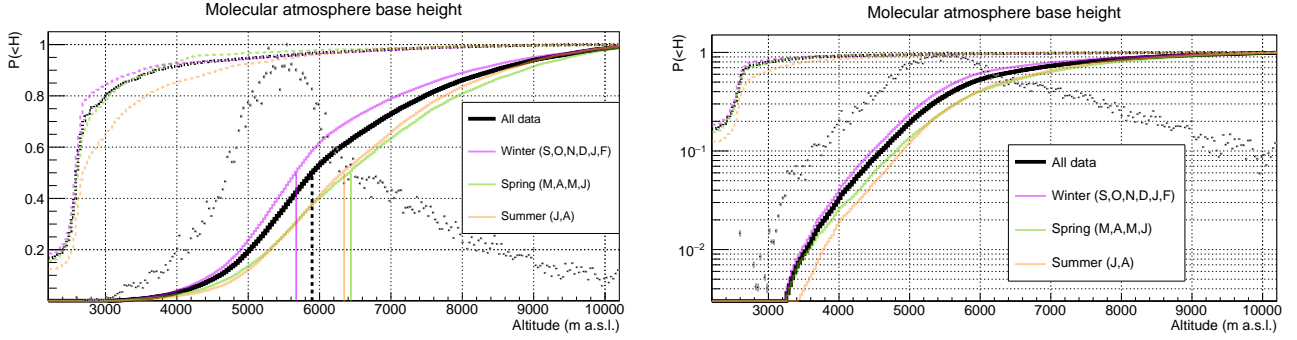 Molecular atmosphere base height
P(<H)
1
0.8
0.6
0.4
0.2
All data
Winter (S,O,N,D,J,F)
Spring (M,A,M,J)
Summer (J,A)
3000 4000 5000 6000 7000 8000 9000 10000
Altitude (m a.s.l.)
Molecular atmosphere base height
P(<H)
1
10−1
10−2
All data
Winter (S,O,N,D,J,F)
Spring (M,A,M,J)
Summer (J,A)
3000 4000 5000 6000 7000 8000 9000 10000
Altitude (m a.s.l.)